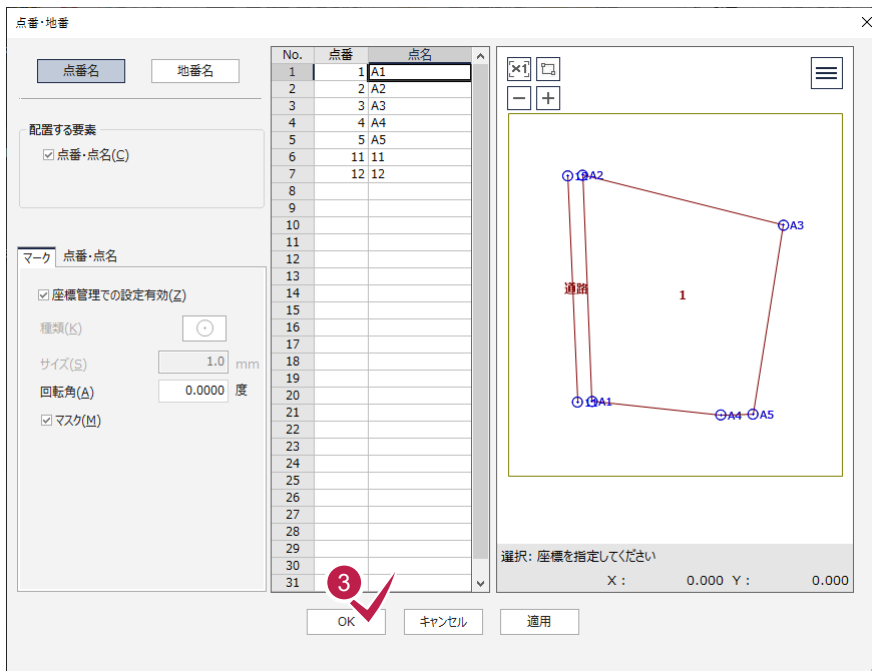 点番・地番
点番名 地番名
配置する要素
点番・点名(C)
マーク 点番・点名
座標管理での設定有効(Z)
種類(K)
サイズ(S) 1.0 mm
回転角(A) 0.0000 度
マスク(M)
No. 点番 点名
1 1 A1
2 2 A2
3 3 A3
4 4 A4
5 5 A5
6 11 11
7 12 12
8
9
10
11
12
13
14
15
16
17
18
19
20
21
22
23
24
25
26
27
28
29
30
31
×1
12 A2
A3
道路 1
11 A1
A4 A5
選択: 座標を指定してください
X : 0.000 Y : 0.000
3
OK キャンセル 適用